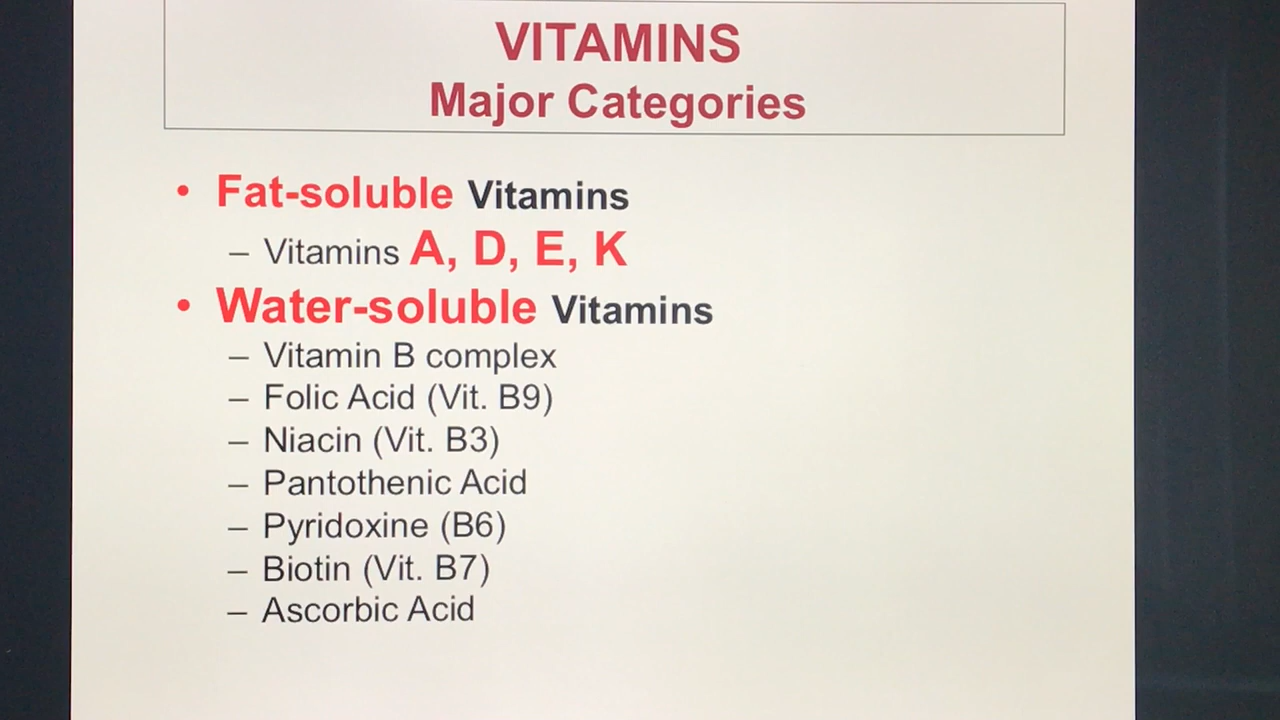 VITAMINS
Major Categories
• Fat-soluble Vitamins
– Vitamins A, D, E, K
• Water-soluble Vitamins
– Vitamin B complex
– Folic Acid (Vit. B9)
– Niacin (Vit. B3)
– Pantothenic Acid
– Pyridoxine (B6)
– Biotin (Vit. B7)
– Ascorbic Acid